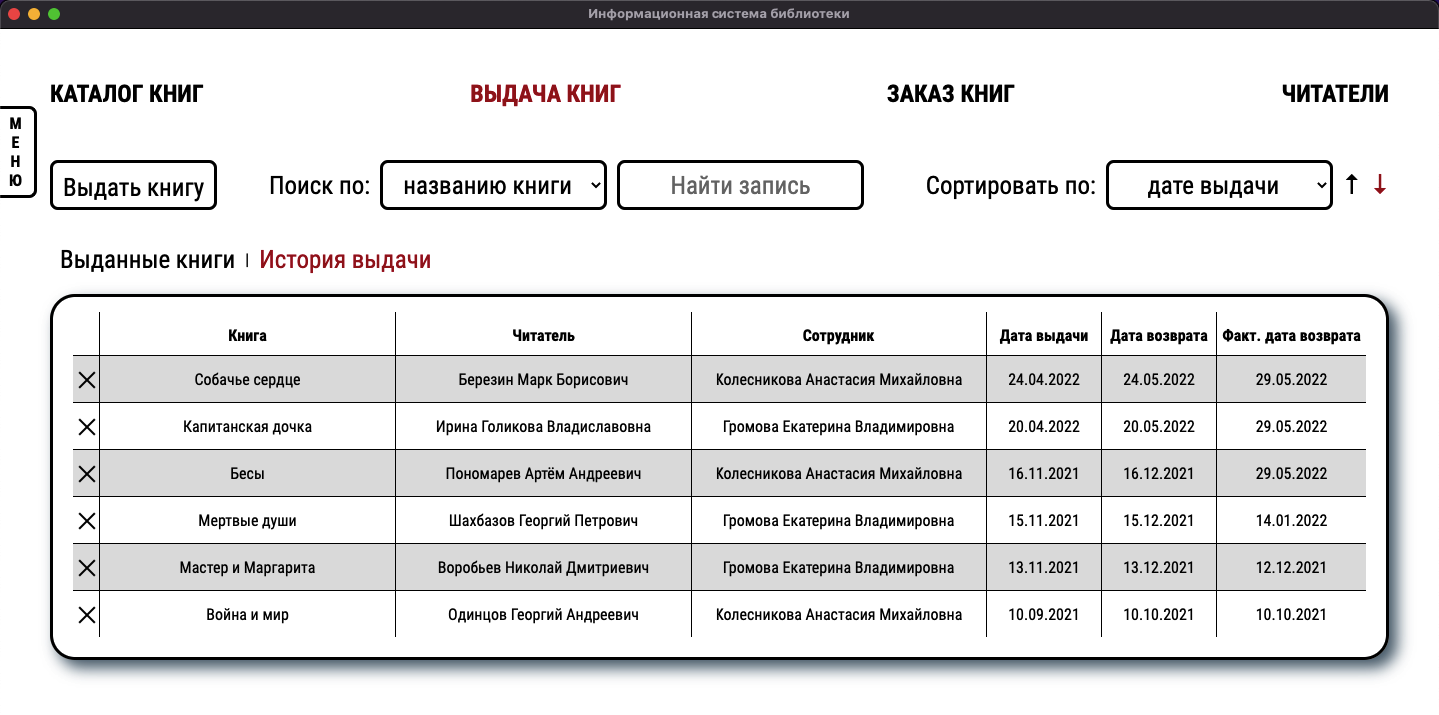 Информационная система библиотеки
КАТАЛОГ КНИГ ВЫДАЧА КНИГ ЗАКАЗ КНИГ ЧИТАТЕЛИ
М
Е
Н
Ю
Выдать книгу Поиск по: названию книги Найти запись Сортировать по: дате выдачи ↑ ↓
Выданные книги | История выдачи
Книга Читатель Сотрудник Дата выдачи Дата возврата Факт. дата возврата
Собачье сердце Березин Марк Борисович Колесникова Анастасия Михайловна 24.04.2022 24.05.2022 29.05.2022
Капитанская дочка Ирина Голикова Владиславовна Громова Екатерина Владимировна 20.04.2022 20.05.2022 29.05.2022
Бесы Пономарев Артём Андреевич Колесникова Анастасия Михайловна 16.11.2021 16.12.2021 29.05.2022
Мертвые души Шахбазов Георгий Петрович Громова Екатерина Владимировна 15.11.2021 15.12.2021 14.01.2022
Мастер и Маргарита Воробьев Николай Дмитриевич Громова Екатерина Владимировна 13.11.2021 13.12.2021 12.12.2021
Война и мир Одинцов Георгий Андреевич Колесникова Анастасия Михайловна 10.09.2021 10.10.2021 10.10.2021